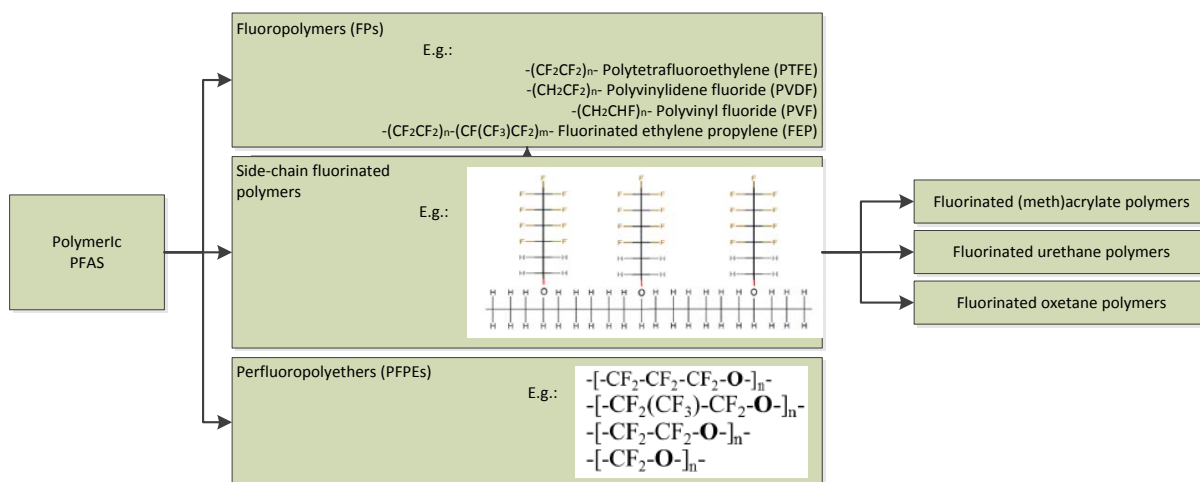 Fluoropolymers (FPs)
E.g.:
-(CF₂CF₂)n- Polytetrafluoroethylene (PTFE)
-(CH₂CF₂)n- Polyvinylidene fluoride (PVDF)
-(CH₂CHF)n- Polyvinyl fluoride (PVF)
-(CF₂CF₂)n-(CF(CF₃)CF₂)m- Fluorinated ethylene propylene (FEP)
PolymerIc
PFAS
Side-chain fluorinated
polymers
E.g.:
F F F
F F F F F F
F F F F F F
F F F F F F
F F F F F F
H H H H H H
H H H H H H
H H H O H H H H H O H H H H H O H H H
H H H H H H H H H H H H H H H H H H H
Fluorinated (meth)acrylate polymers
Fluorinated urethane polymers
Fluorinated oxetane polymers
Perfluoropolyethers (PFPEs)
E.g.:
-[-CF₂-CF₂-CF₂-O-]n-
-[-CF₂(CF₃)-CF₂-O-]n-
-[-CF₂-CF₂-O-]n-
-[-CF₂-O-]n-